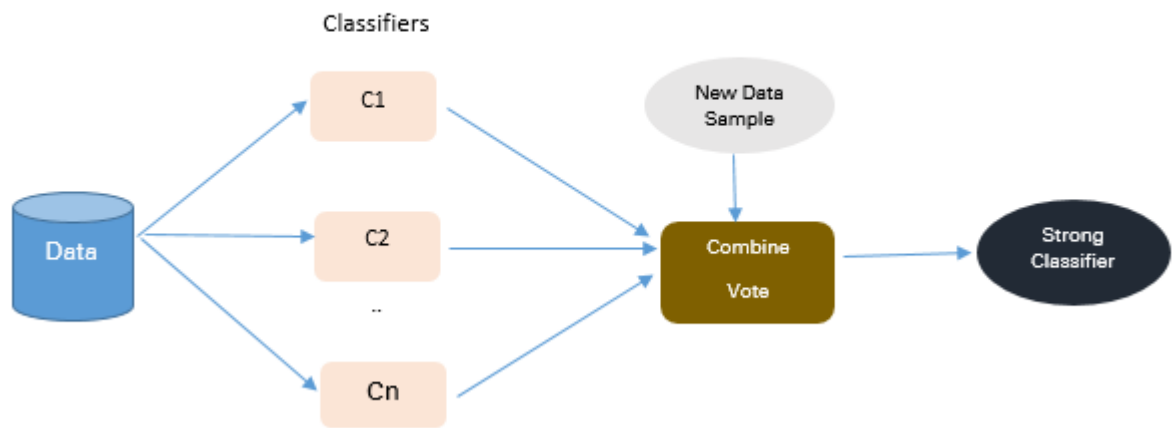 Classifiers
C1
New Data
Sample
Data
C2
..
Cn
Combine
Vote
Strong
Classifier